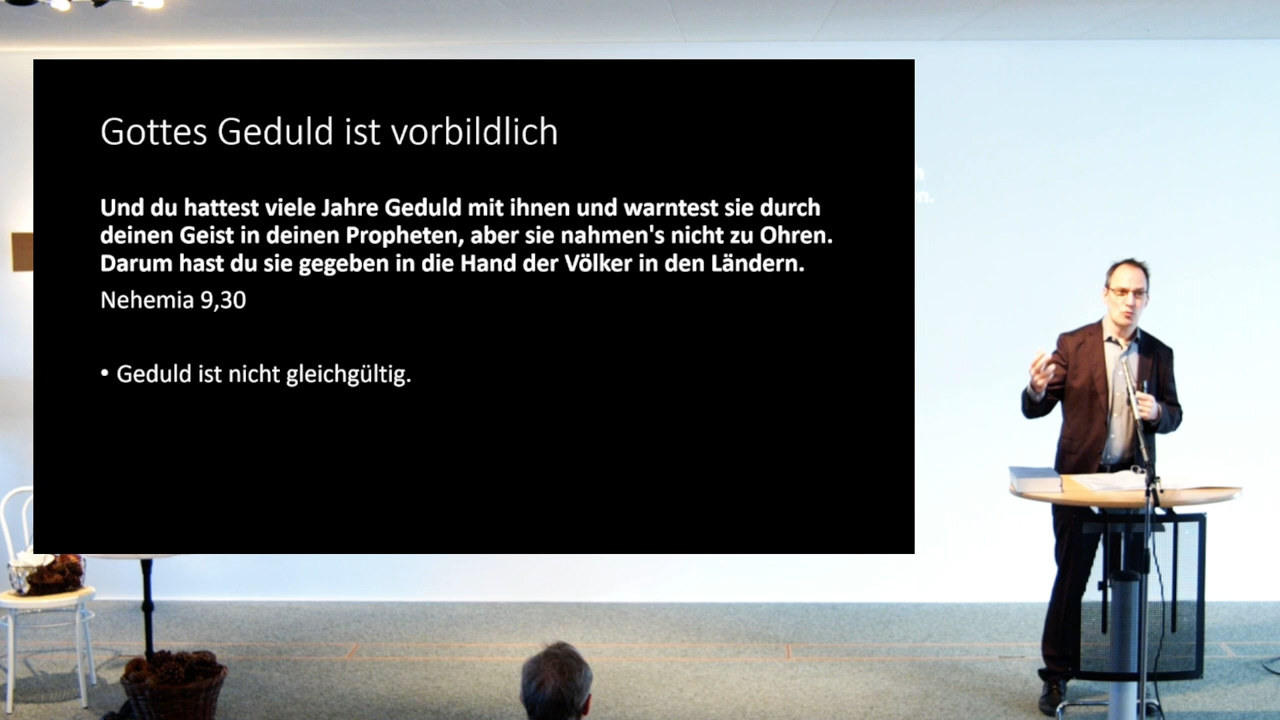 Gottes Geduld ist vorbildlich
Und du hattest viele Jahre Geduld mit ihnen und warntest sie durch
deinen Geist in deinen Propheten, aber sie nahmen's nicht zu Ohren.
Darum hast du sie gegeben in die Hand der Völker in den Ländern.
Nehemia 9,30
• Geduld ist nicht gleichgültig.